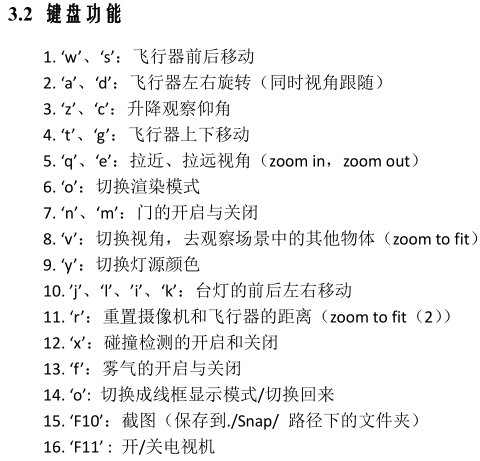 3.2 键盘功能
1. ‘w’、‘s’：飞行器前后移动
2. ‘a’、‘d’：飞行器左右旋转（同时视角跟随）
3. ‘z’、‘c’：升降观察仰角
4. ‘t’、‘g’：飞行器上下移动
5. ‘q’、‘e’：拉近、拉远视角（zoom in，zoom out）
6. ‘o’：切换渲染模式
7. ‘n’、‘m’：门的开启与关闭
8. ‘v’：切换视角，去观察场景中的其他物体（zoom to fit）
9. ‘y’：切换灯源颜色
10. ‘j’、‘l’、’i’、‘k’：台灯的前后左右移动
11. ‘r’：重置摄像机和飞行器的距离（zoom to fit（2））
12. ‘x’：碰撞检测的开启和关闭
13. ‘f’：雾气的开启与关闭
14. ‘o’: 切换成线框显示模式/切换回来
15. ‘F10’：截图（保存到./Snap/ 路径下的文件夹）
16. ‘F11’：开/关电视机